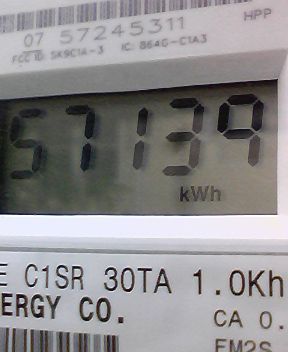 HPP
07 57245311
FCC ID: SK9C1A-3 IC: 864G-C1A3
57139
kWh
E C1SR 30TA 1.0Kh
ERGY CO.
CA 0.
EM2S